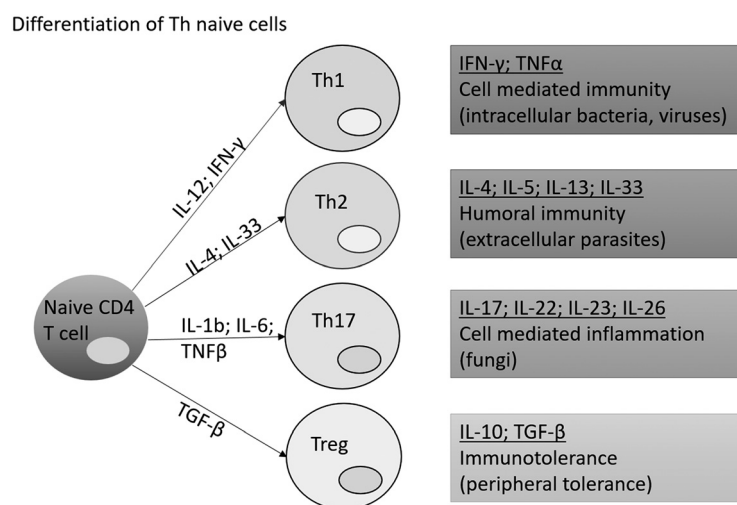 Differentiation of Th naive cells
Th1
IL-12; IFN-γ
IFN-γ; TNFα
Cell mediated immunity
(intracellular bacteria, viruses)
Th2
IL-4; IL-33
IL-4; IL-5; IL-13; IL-33
Humoral immunity
(extracellular parasites)
Naive CD4
T cell
IL-1b; IL-6;
TNFβ
Th17
IL-17; IL-22; IL-23; IL-26
Cell mediated inflammation
(fungi)
TGF-β
Treg
IL-10; TGF-β
Immunotolerance
(peripheral tolerance)